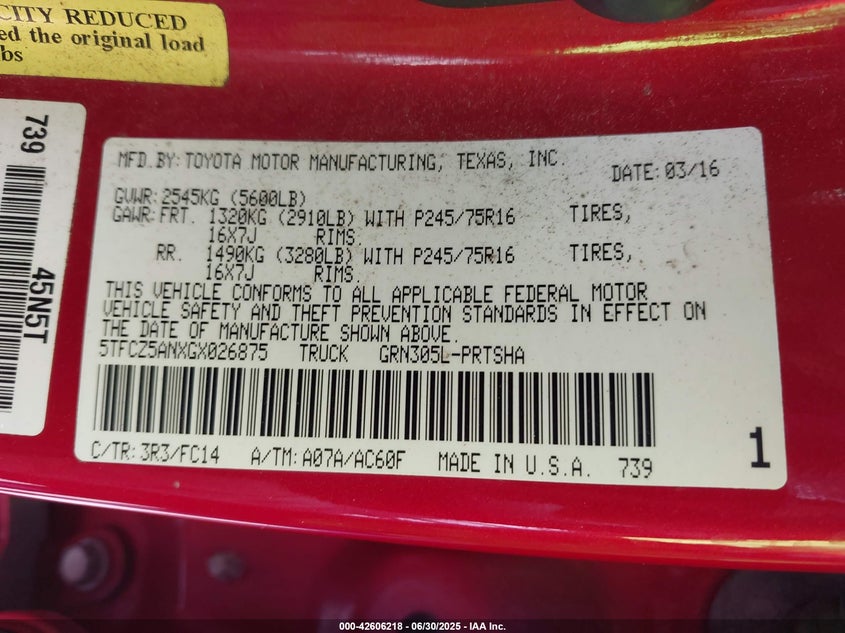 CITY REDUCED
ed the original load
bs
739
45N5T
MFD.BY:TOYOTA MOTOR MANUFACTURING, TEXAS, INC.
DATE:03/16
GVWR:2545KG (5600LB)
GAWR:FRT. 1320KG (2910LB) WITH P245/75R16 TIRES,
16X7J RIMS.
RR. 1490KG (3280LB) WITH P245/75R16 TIRES,
16X7J RIMS.
THIS VEHICLE CONFORMS TO ALL APPLICABLE FEDERAL MOTOR
VEHICLE SAFETY AND THEFT PREVENTION STANDARDS IN EFFECT ON
THE DATE OF MANUFACTURE SHOWN ABOVE.
5TFCZ5ANXGX026875 TRUCK GRN305L-PRTSHA
C/TR:3R3/FC14 A/TM:A07A/AC60F MADE IN U.S.A. 739
1
000-42606218 - 06/30/2025 - IAA Inc.